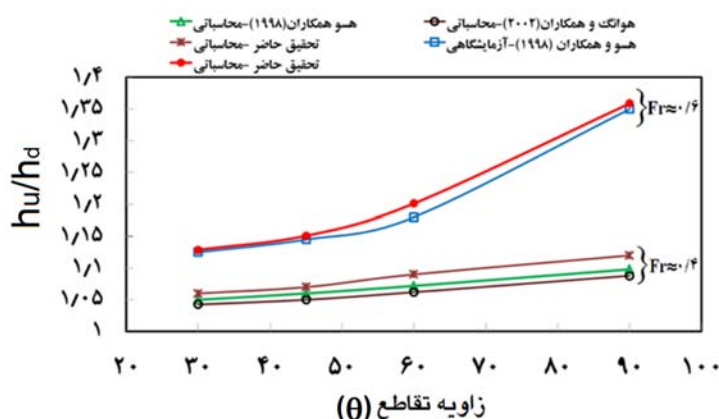 هسو همکاران(۱۹۹۸)-محاسباتی
هوانگ و همکاران(۲۰۰۲)-محاسباتی
تحقیق حاضر -محاسباتی
هسو و همکاران (۱۹۹۸)-آزمایشگاهی
تحقیق حاضر -محاسباتی
۱٫۴
۱٫۳۵
۱٫۳
۱٫۲۵
۱٫۲
۱٫۱۵
۱٫۱
۱٫۰۵
۱
hu/hd
Fr≈۰/۶
Fr≈۰/۴
۲۰ ۳۰ ۴۰ ۵۰ ۶۰ ۷۰ ۸۰ ۹۰ ۱۰۰
زاویه تقاطع (θ)